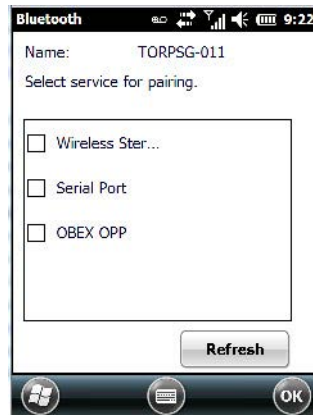 Bluetooth 9:22
Name: TORPSG-011
Select service for pairing.
Wireless Ster...
Serial Port
OBEX OPP
Refresh
OK